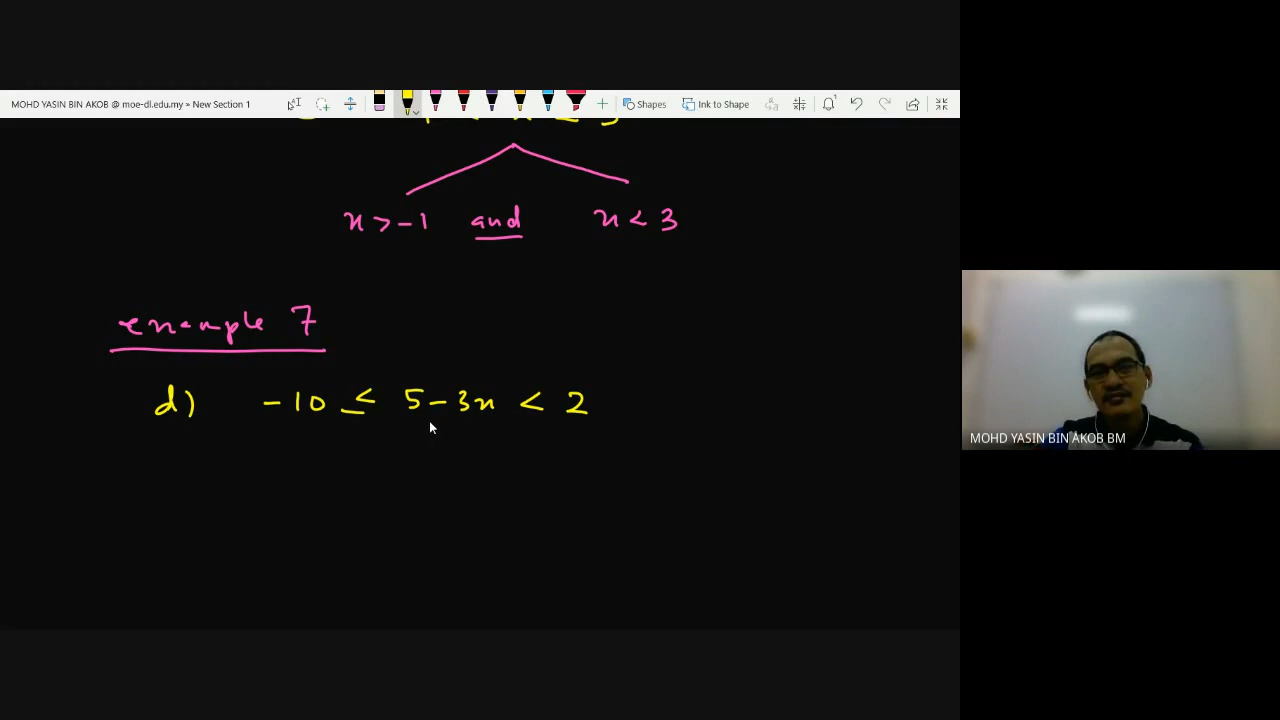 MOHD YASIN BIN AKOB @ moe-dl.edu.my » New Section 1
Shapes
Ink to Shape
x > -1 and x < 3
example 7
d) -10 ≤ 5-3x < 2
MOHD YASIN BIN AKOB BM